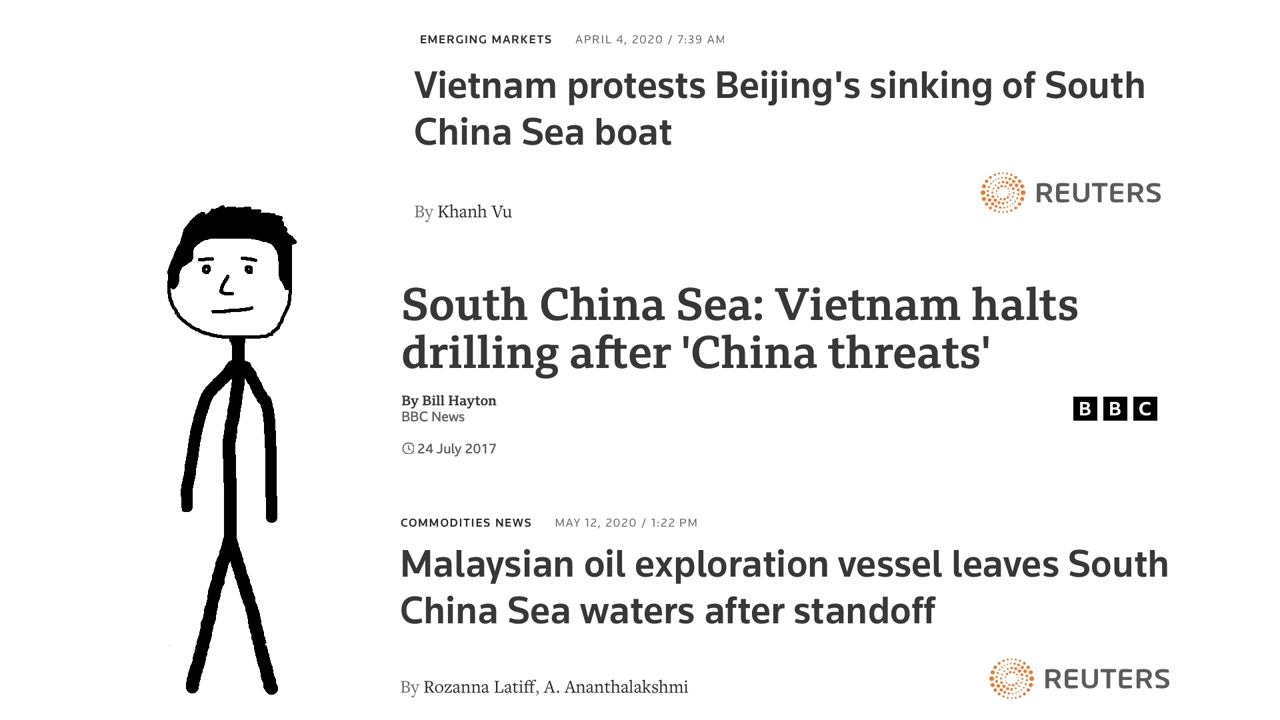 EMERGING MARKETS APRIL 4, 2020 / 7:39 AM
Vietnam protests Beijing's sinking of South
China Sea boat
REUTERS
By Khanh Vu
South China Sea: Vietnam halts
drilling after 'China threats'
By Bill Hayton
BBC News
BBC
24 July 2017
COMMODITIES NEWS MAY 12, 2020 / 1:22 PM
Malaysian oil exploration vessel leaves South
China Sea waters after standoff
By Rozanna Latiff, A. Ananthalakshmi
REUTERS